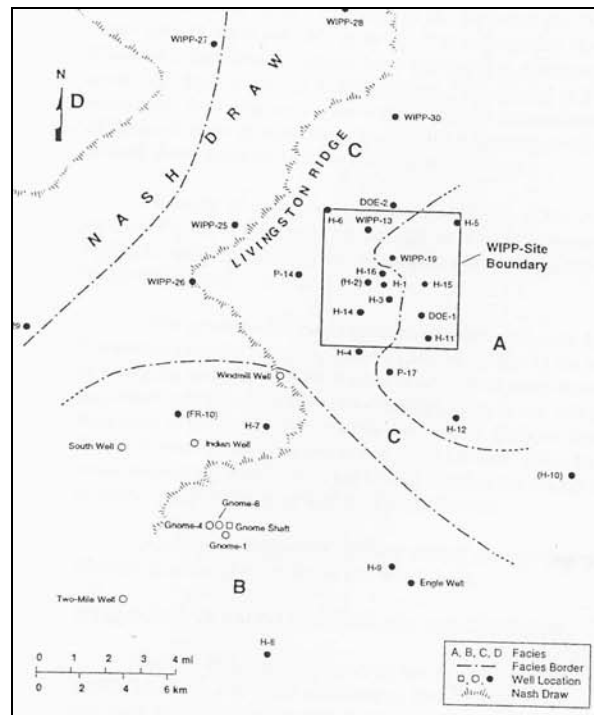 WIPP-28
WIPP-27
N
D
NASH DRAW
WIPP-30
C
LIVINGSTON RIDGE
DOE-2
H-6
WIPP-13
H-5
WIPP-Site
Boundary
WIPP-25
WIPP-19
P-14
H-16
(H-2)
H-1
H-15
WIPP-26
H-3
H-14
DOE-1
29
H-11
A
H-4
Windmill Well
P-17
(FR-10)
H-7
H-12
South Well
Indian Well
C
(H-10)
Gnome-6
Gnome-4
Gnome Shaft
Gnome-1
H-9
Engle Well
B
Two-Mile Well
0 1 2 3 4 mi
0 2 4 6 km
A, B, C, D Facies
Facies Border
Well Location
Nash Draw